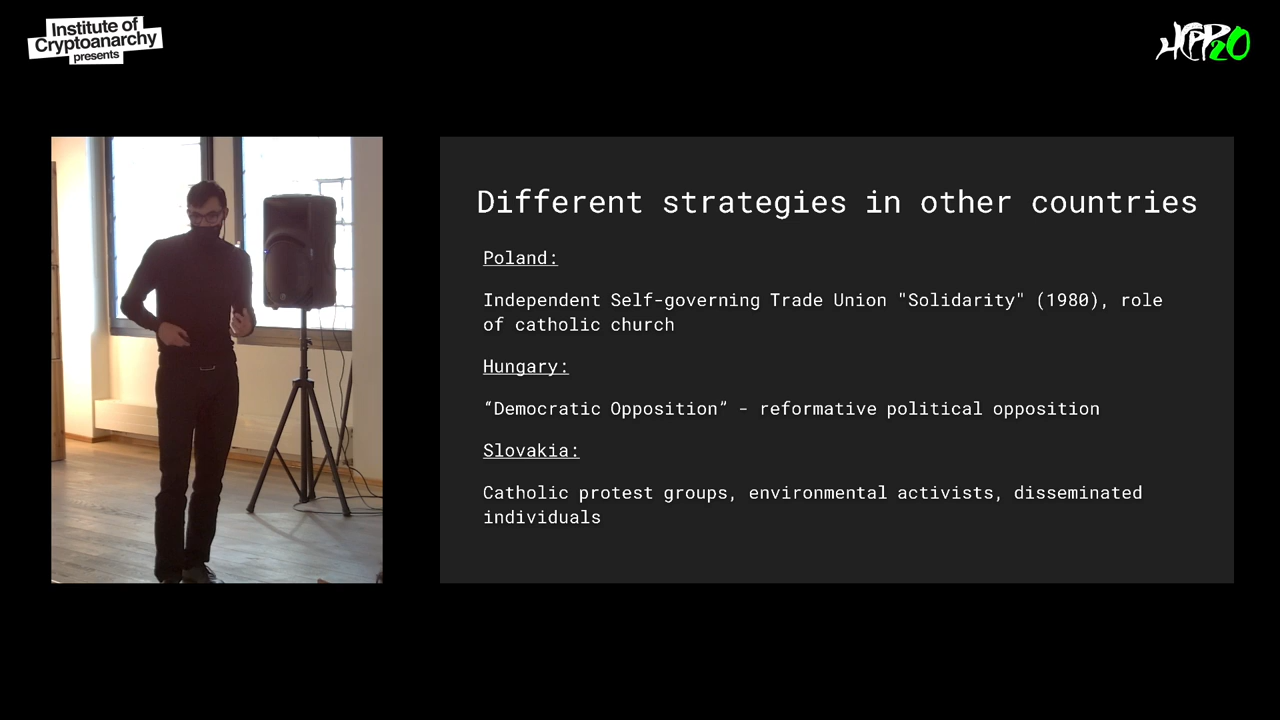 Institute of
Cryptoanarchy
presents
HCPP20
Different strategies in other countries
Poland:
Independent Self-governing Trade Union "Solidarity" (1980), role
of catholic church
Hungary:
“Democratic Opposition” - reformative political opposition
Slovakia:
Catholic protest groups, environmental activists, disseminated
individuals